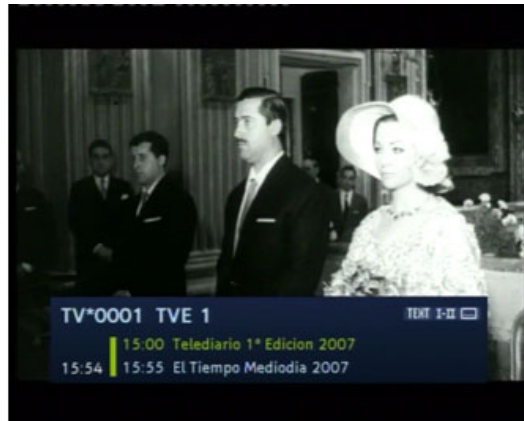 TV*0001 TVE 1 TEXT I-II
15:00 Telediario 1ª Edicion 2007
15:54 15:55 El Tiempo Mediodia 2007